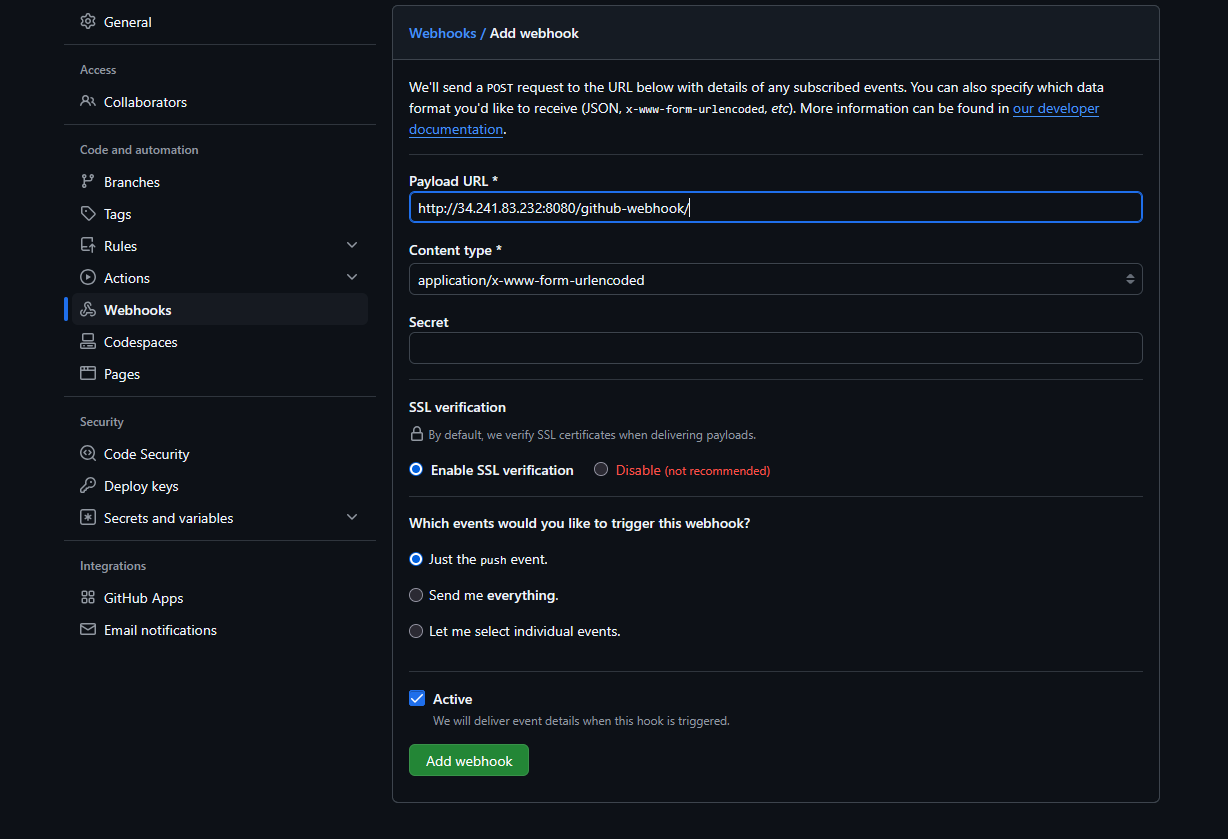 General
Access
Collaborators
Code and automation
Branches
Tags
Rules
Actions
Webhooks
Codespaces
Pages
Security
Code Security
Deploy keys
Secrets and variables
Integrations
GitHub Apps
Email notifications
Webhooks / Add webhook
We'll send a POST request to the URL below with details of any subscribed events. You can also specify which data
format you'd like to receive (JSON, x-www-form-urlencoded, etc). More information can be found in our developer
documentation.
Payload URL *
http://34.241.83.232:8080/github-webhook/
Content type *
application/x-www-form-urlencoded
Secret
SSL verification
By default, we verify SSL certificates when delivering payloads.
Enable SSL verification Disable (not recommended)
Which events would you like to trigger this webhook?
Just the push event.
Send me everything.
Let me select individual events.
Active
We will deliver event details when this hook is triggered.
Add webhook